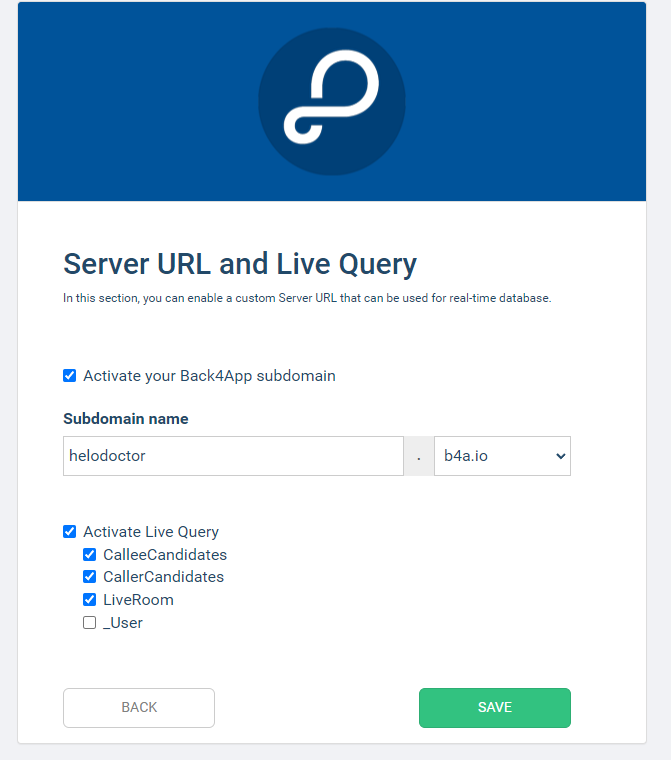 Server URL and Live Query
In this section, you can enable a custom Server URL that can be used for real-time database.
Activate your Back4App subdomain
Subdomain name
helodoctor . b4a.io
Activate Live Query
CalleeCandidates
CallerCandidates
LiveRoom
_User
BACK SAVE